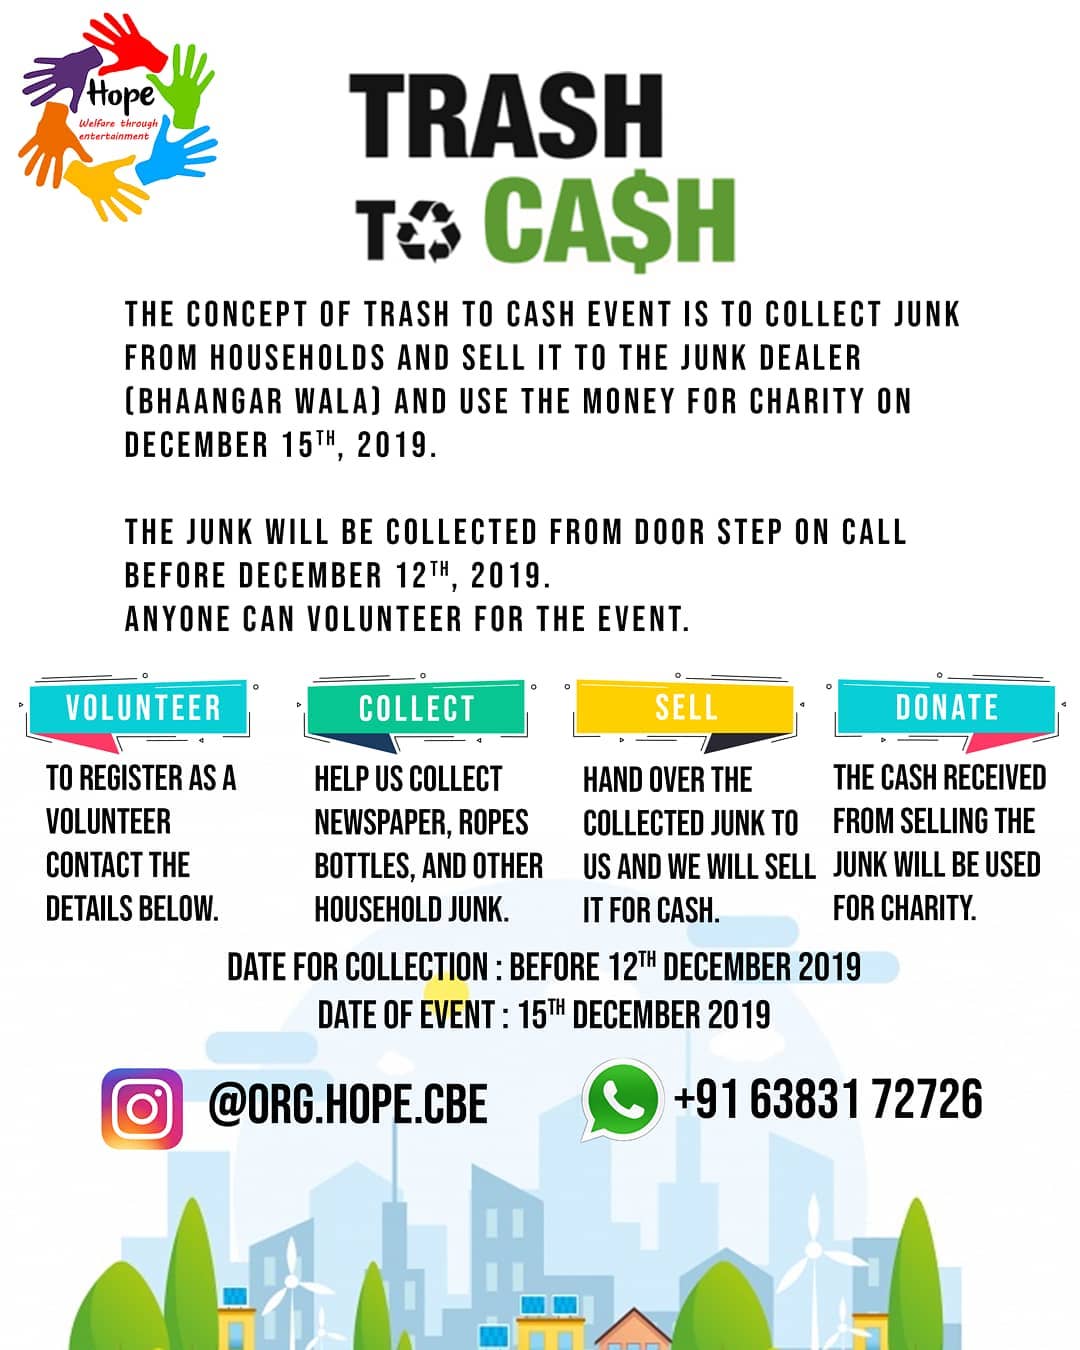 Hope
Welfare through
entertainment
TRASH
TO CA$H
THE CONCEPT OF TRASH TO CASH EVENT IS TO COLLECT JUNK
FROM HOUSEHOLDS AND SELL IT TO THE JUNK DEALER
(BHAANGAR WALA) AND USE THE MONEY FOR CHARITY ON
DECEMBER 15TH, 2019.
THE JUNK WILL BE COLLECTED FROM DOOR STEP ON CALL
BEFORE DECEMBER 12TH, 2019.
ANYONE CAN VOLUNTEER FOR THE EVENT.
VOLUNTEER
TO REGISTER AS A
VOLUNTEER
CONTACT THE
DETAILS BELOW.
COLLECT
HELP US COLLECT
NEWSPAPER, ROPES
BOTTLES, AND OTHER
HOUSEHOLD JUNK.
SELL
HAND OVER THE
COLLECTED JUNK TO
US AND WE WILL SELL
IT FOR CASH.
DONATE
THE CASH RECEIVED
FROM SELLING THE
JUNK WILL BE USED
FOR CHARITY.
DATE FOR COLLECTION : BEFORE 12TH DECEMBER 2019
DATE OF EVENT : 15TH DECEMBER 2019
@ORG.HOPE.CBE
+91 63831 72726